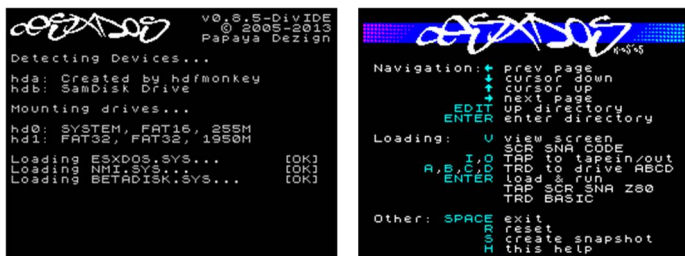 esxDOS
v0.8.5-DivIDE
© 2005-2013
Papaya Dezign
Detecting Devices...
hda: Created by hdfmonkey
hdb: SamDisk Drive
Mounting drives...
hd0: SYSTEM, FAT16, 255M
hd1: FAT32, FAT32, 1950M
Loading ESXDOS.SYS... [OK]
Loading NMI.SYS... [OK]
Loading BETADISK.SYS... [OK]
esxDOS
Navigation:← prev page
↓ cursor down
↑ cursor up
→ next page
EDIT up directory
ENTER enter directory
Loading: V view screen
SCR SNA CODE
I,O TAP to tapein/out
A,B,C,D TRD to drive ABCD
ENTER load & run
TAP SCR SNA Z80
TRD BASIC
Other: SPACE exit
R reset
S create snapshot
H this help